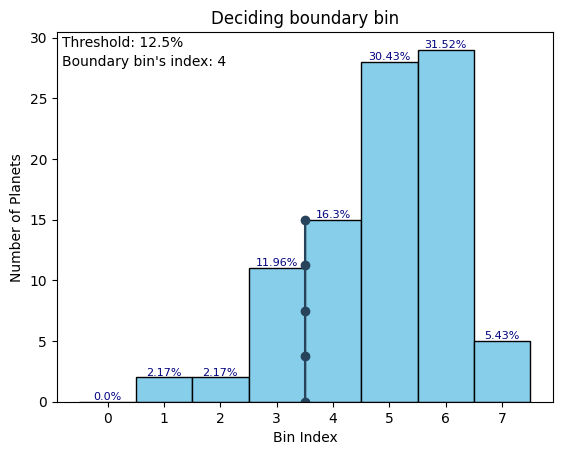 Deciding boundary bin
Threshold: 12.5%
Boundary bin's index: 4
Number of Planets
30
25
20
15
10
5
0
0.0%
2.17%
2.17%
11.96%
16.3%
30.43%
31.52%
5.43%
0 1 2 3 4 5 6 7
Bin Index